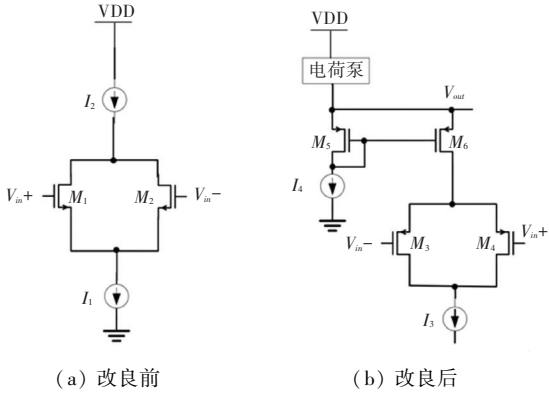 VDD
I2
Vin+
M1
M2
Vin−
I1
(a) 改良前
VDD
电荷泵
Vout
M5
M6
I4
Vin−
M3
M4
Vin+
I3
(b) 改良后